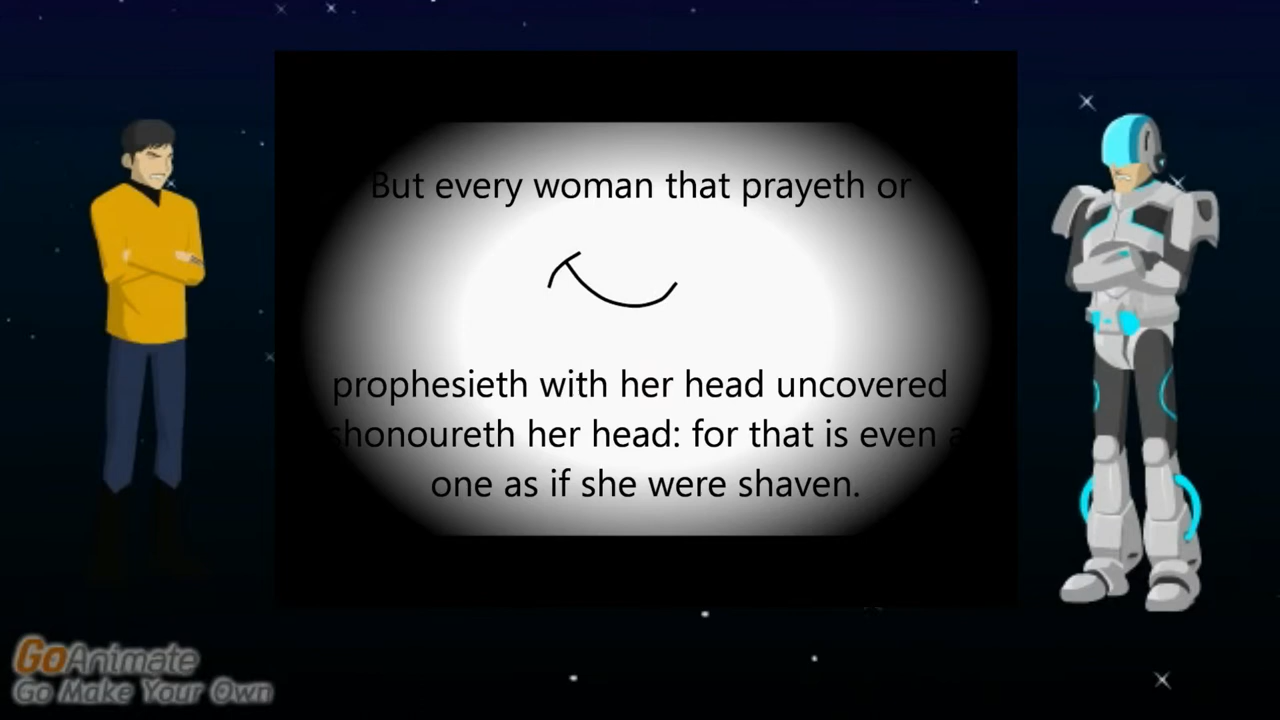 But every woman that prayeth or
prophesieth with her head uncovered
shonoureth her head: for that is even a
one as if she were shaven.
GoAnimate
Go Make Your Own